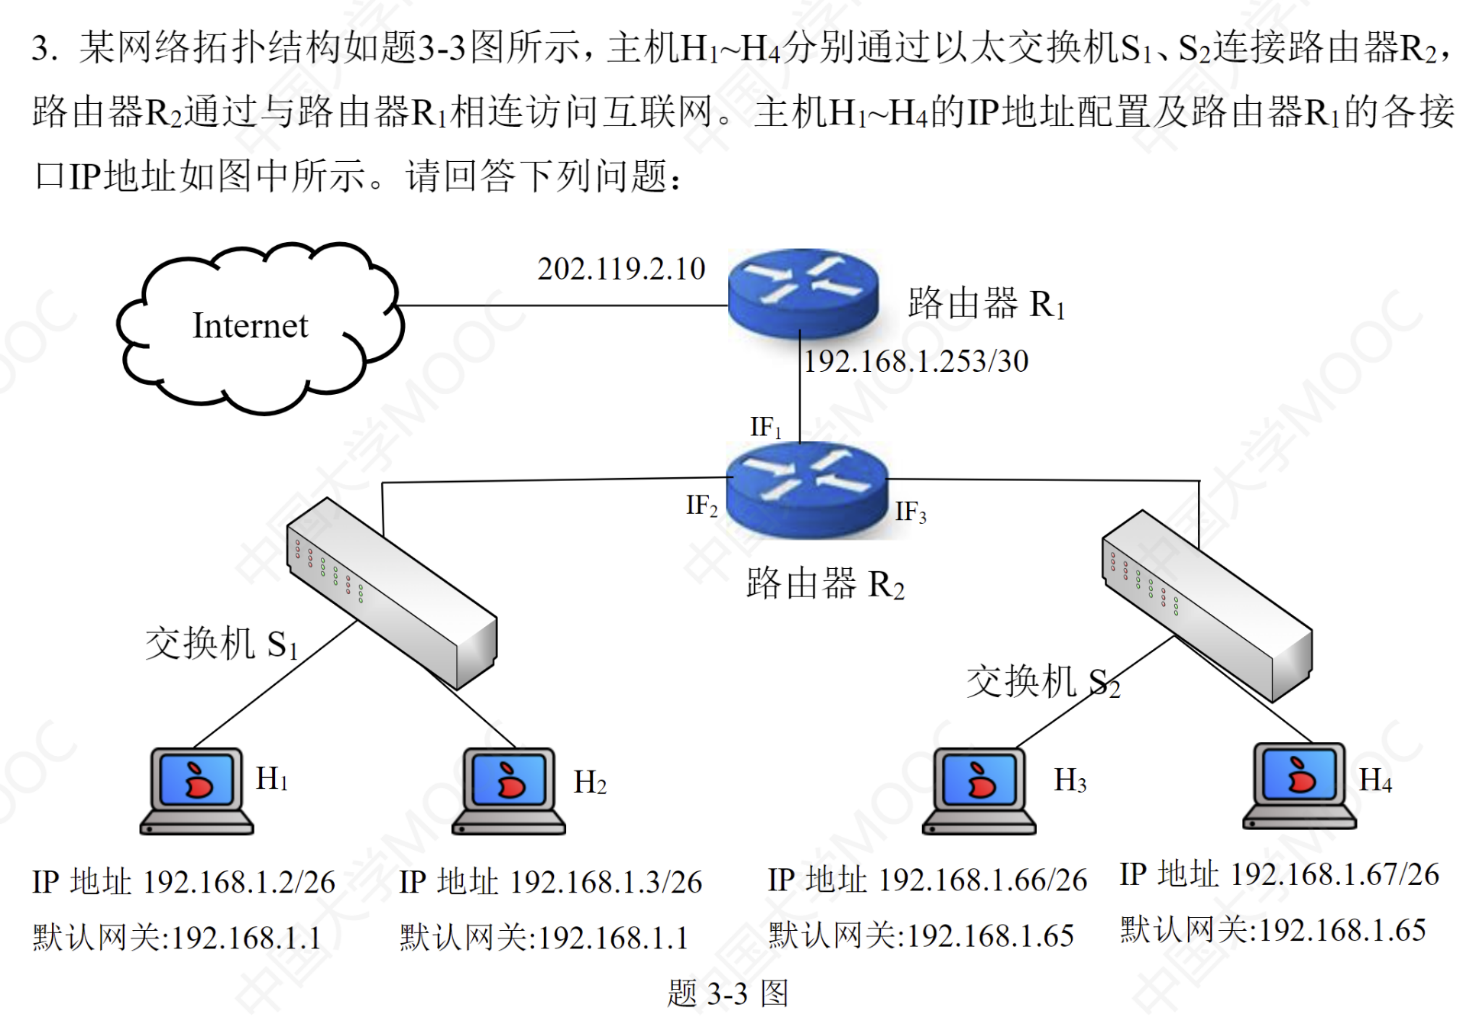 3. 某网络拓扑结构如题3-3图所示，主机H₁~H₄分别通过以太交换机S₁、S₂连接路由器R₂，
路由器R₂通过与路由器R₁相连访问互联网。主机H₁~H₄的IP地址配置及路由器R₁的各接
口IP地址如图中所示。请回答下列问题：
202.119.2.10
Internet
路由器 R₁
192.168.1.253/30
IF₁
IF₂
IF₃
路由器 R₂
交换机 S₁
交换机 S₂
H₁
H₂
H₃
H₄
IP 地址 192.168.1.2/26
默认网关:192.168.1.1
IP 地址 192.168.1.3/26
默认网关:192.168.1.1
IP 地址 192.168.1.66/26
默认网关:192.168.1.65
IP 地址 192.168.1.67/26
默认网关:192.168.1.65
题 3-3 图
中国大学MOOC